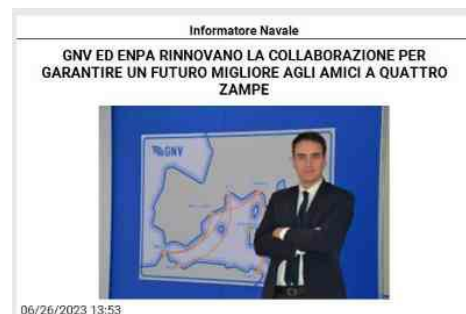 Informatore Navale
GNV ED ENPA RINNOVANO LA COLLABORAZIONE PER
GARANTIRE UN FUTURO MIGLIORE AGLI AMICI A QUATTRO
ZAMPE
GNV
06/26/2023 13:53